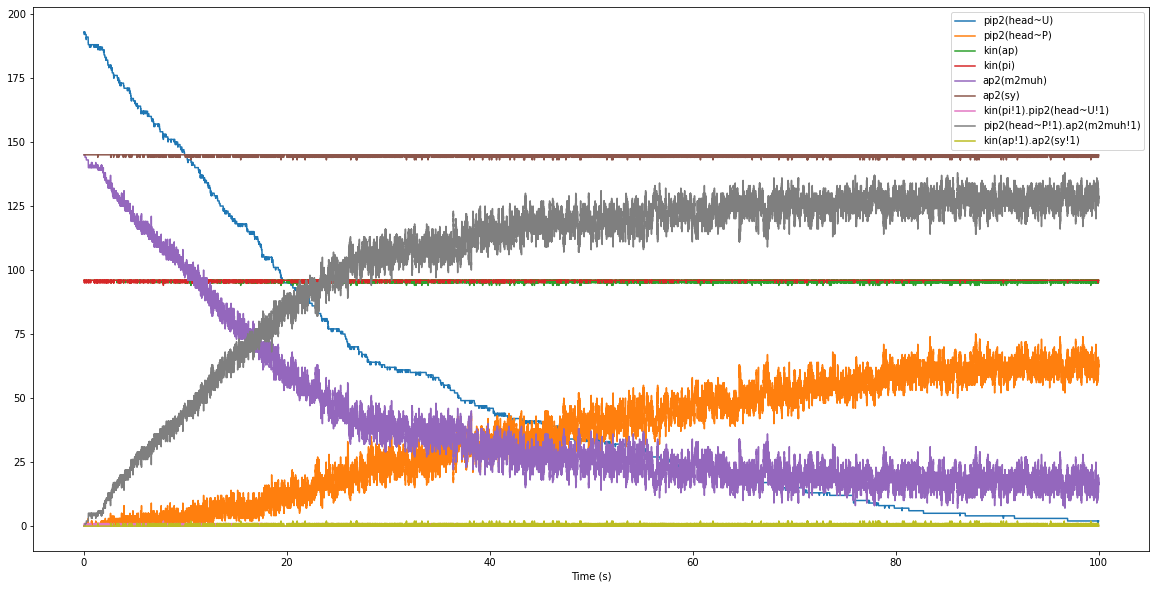 200
175
150
125
100
75
50
25
0
0 20 40 60 80 100
Time (s)
pip2(head~U)
pip2(head~P)
kin(ap)
kin(pi)
ap2(m2muh)
ap2(sy)
kin(pi!1).pip2(head~U!1)
pip2(head~P!1).ap2(m2muh!1)
kin(ap!1).ap2(sy!1)